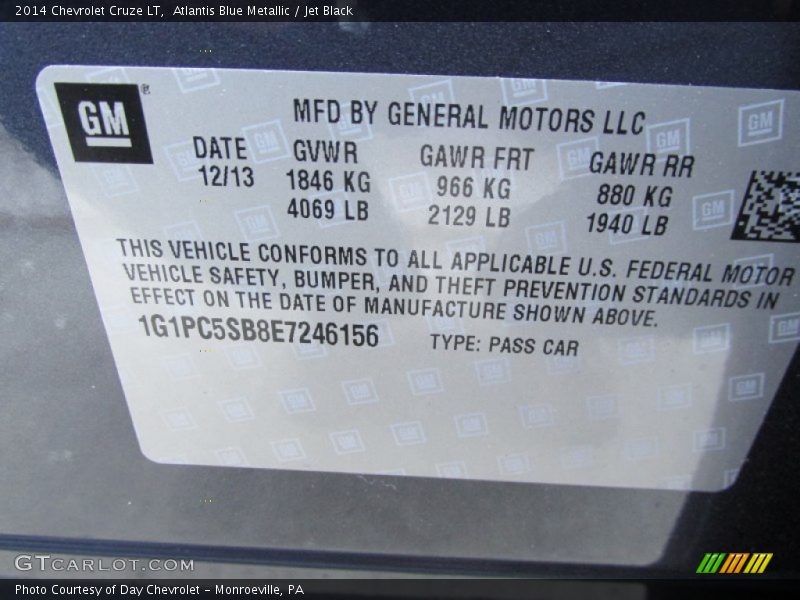 2014 Chevrolet Cruze LT, Atlantis Blue Metallic / Jet Black
GM ®
MFD BY GENERAL MOTORS LLC
DATE GVWR GAWR FRT GAWR RR
12/13 1846 KG 966 KG 880 KG
4069 LB 2129 LB 1940 LB
THIS VEHICLE CONFORMS TO ALL APPLICABLE U.S. FEDERAL MOTOR
VEHICLE SAFETY, BUMPER, AND THEFT PREVENTION STANDARDS IN
EFFECT ON THE DATE OF MANUFACTURE SHOWN ABOVE.
1G1PC5SB8E7246156 TYPE: PASS CAR
GTCARLOT.COM
Photo Courtesy of Day Chevrolet - Monroeville, PA